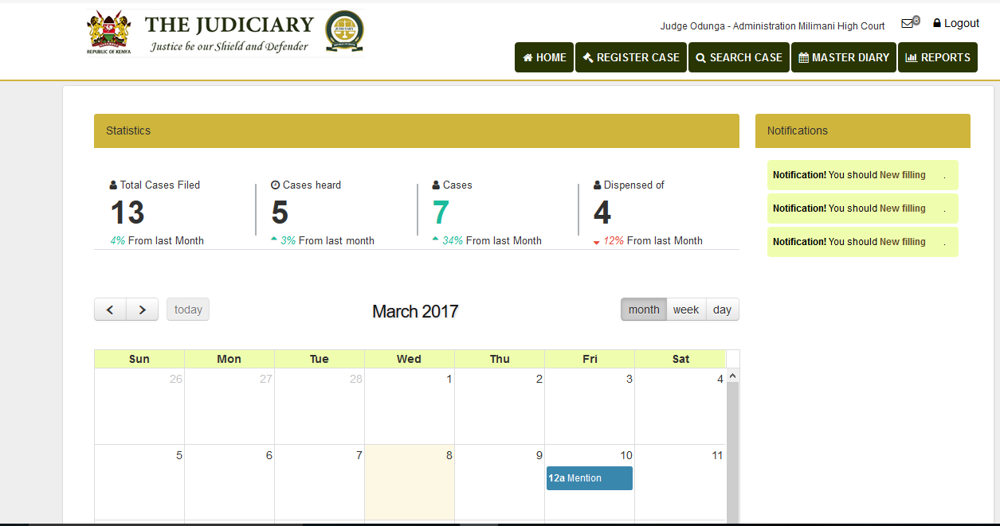 REPUBLIC OF KENYA
THE JUDICIARY
Justice be our Shield and Defender
Judge Odunga - Administration Milimani High Court
8
Logout
HOME
REGISTER CASE
SEARCH CASE
MASTER DIARY
REPORTS
Statistics
Total Cases Filed
13
4% From last Month
Cases heard
5
3% From last month
Cases
7
34% From last Month
Dispensed of
4
12% From last Month
Notifications
Notification! You should New filling .
Notification! You should New filling .
Notification! You should New filling .
today
March 2017
month week day
Sun Mon Tue Wed Thu Fri Sat
26 27 28 1 2 3 4
5 6 7 8 9 10 11
12a Mention